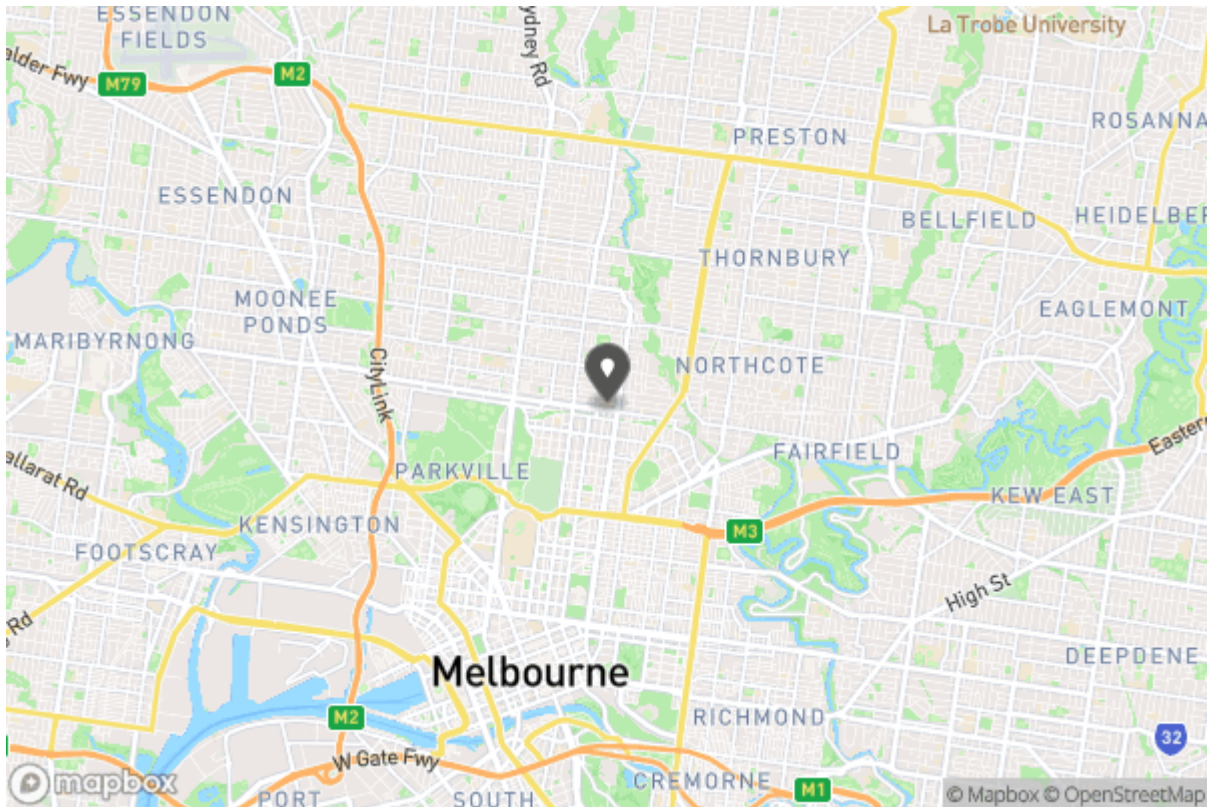 ESSENDON
FIELDS
ydney Rd
La Trobe University
alder Fwy
M79
M2
PRESTON
ROSANNA
ESSENDON
BELLFIELD
HEIDELBER
THORNBURY
MOONEE
PONDS
EAGLEMONT
MARIBYRNONG
CityLink
NORTHCOTE
allarat Rd
PARKVILLE
FAIRFIELD
Eastern
KENSINGTON
KEW EAST
FOOTSCRAY
M3
High St
s Rd
Melbourne
DEEPDENE
M2
RICHMOND
32
W Gate Fwy
CREMORNE
mapbox
PORT
SOUTH
M1
© Mapbox © OpenStreetMap